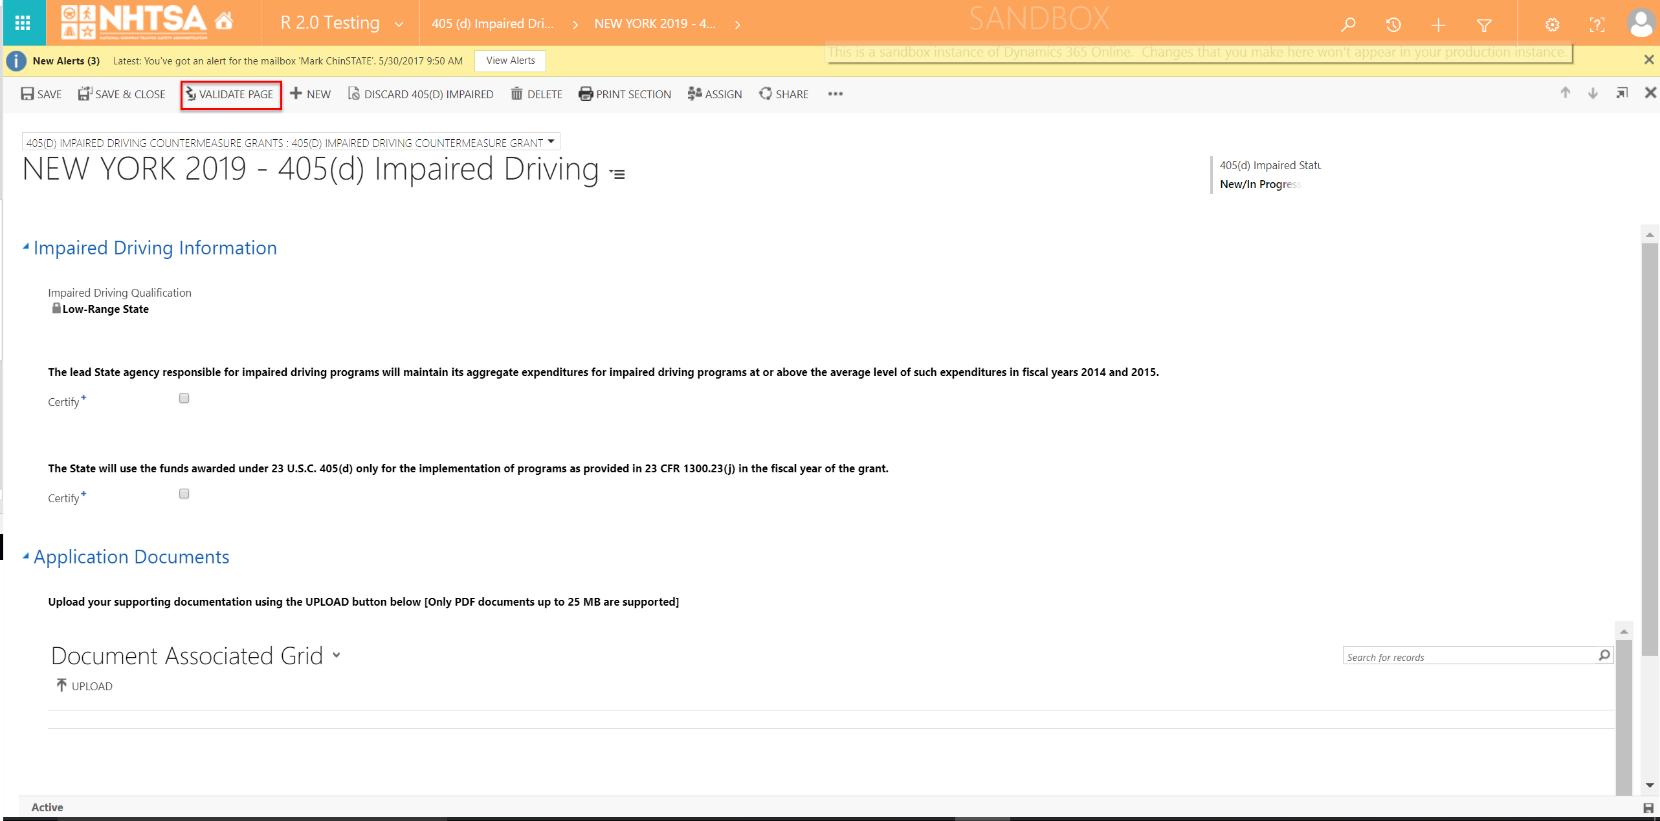 NHTSA
R 2.0 Testing
405 (d) Impaired Dri...
NEW YORK 2019 - 4...
SANDBOX
This is a sandbox instance of Dynamics 365 Online. Changes that you make here won't appear in your production instance.
New Alerts (3) Latest: You've got an alert for the mailbox 'Mark ChinSTATE'. 5/30/2017 9:50 AM View Alerts
SAVE SAVE & CLOSE VALIDATE PAGE NEW DISCARD 405(D) IMPAIRED DELETE PRINT SECTION ASSIGN SHARE •••
405(D) IMPAIRED DRIVING COUNTERMEASURE GRANTS : 405(D) IMPAIRED DRIVING COUNTERMEASURE GRANT
NEW YORK 2019 - 405(d) Impaired Driving
405(d) Impaired Statu
New/In Progress
Impaired Driving Information
Impaired Driving Qualification
Low-Range State
The lead State agency responsible for impaired driving programs will maintain its aggregate expenditures for impaired driving programs at or above the average level of such expenditures in fiscal years 2014 and 2015.
Certify+
The State will use the funds awarded under 23 U.S.C. 405(d) only for the implementation of programs as provided in 23 CFR 1300.23(j) in the fiscal year of the grant.
Certify+
Application Documents
Upload your supporting documentation using the UPLOAD button below [Only PDF documents up to 25 MB are supported]
Document Associated Grid
Search for records
UPLOAD
Active